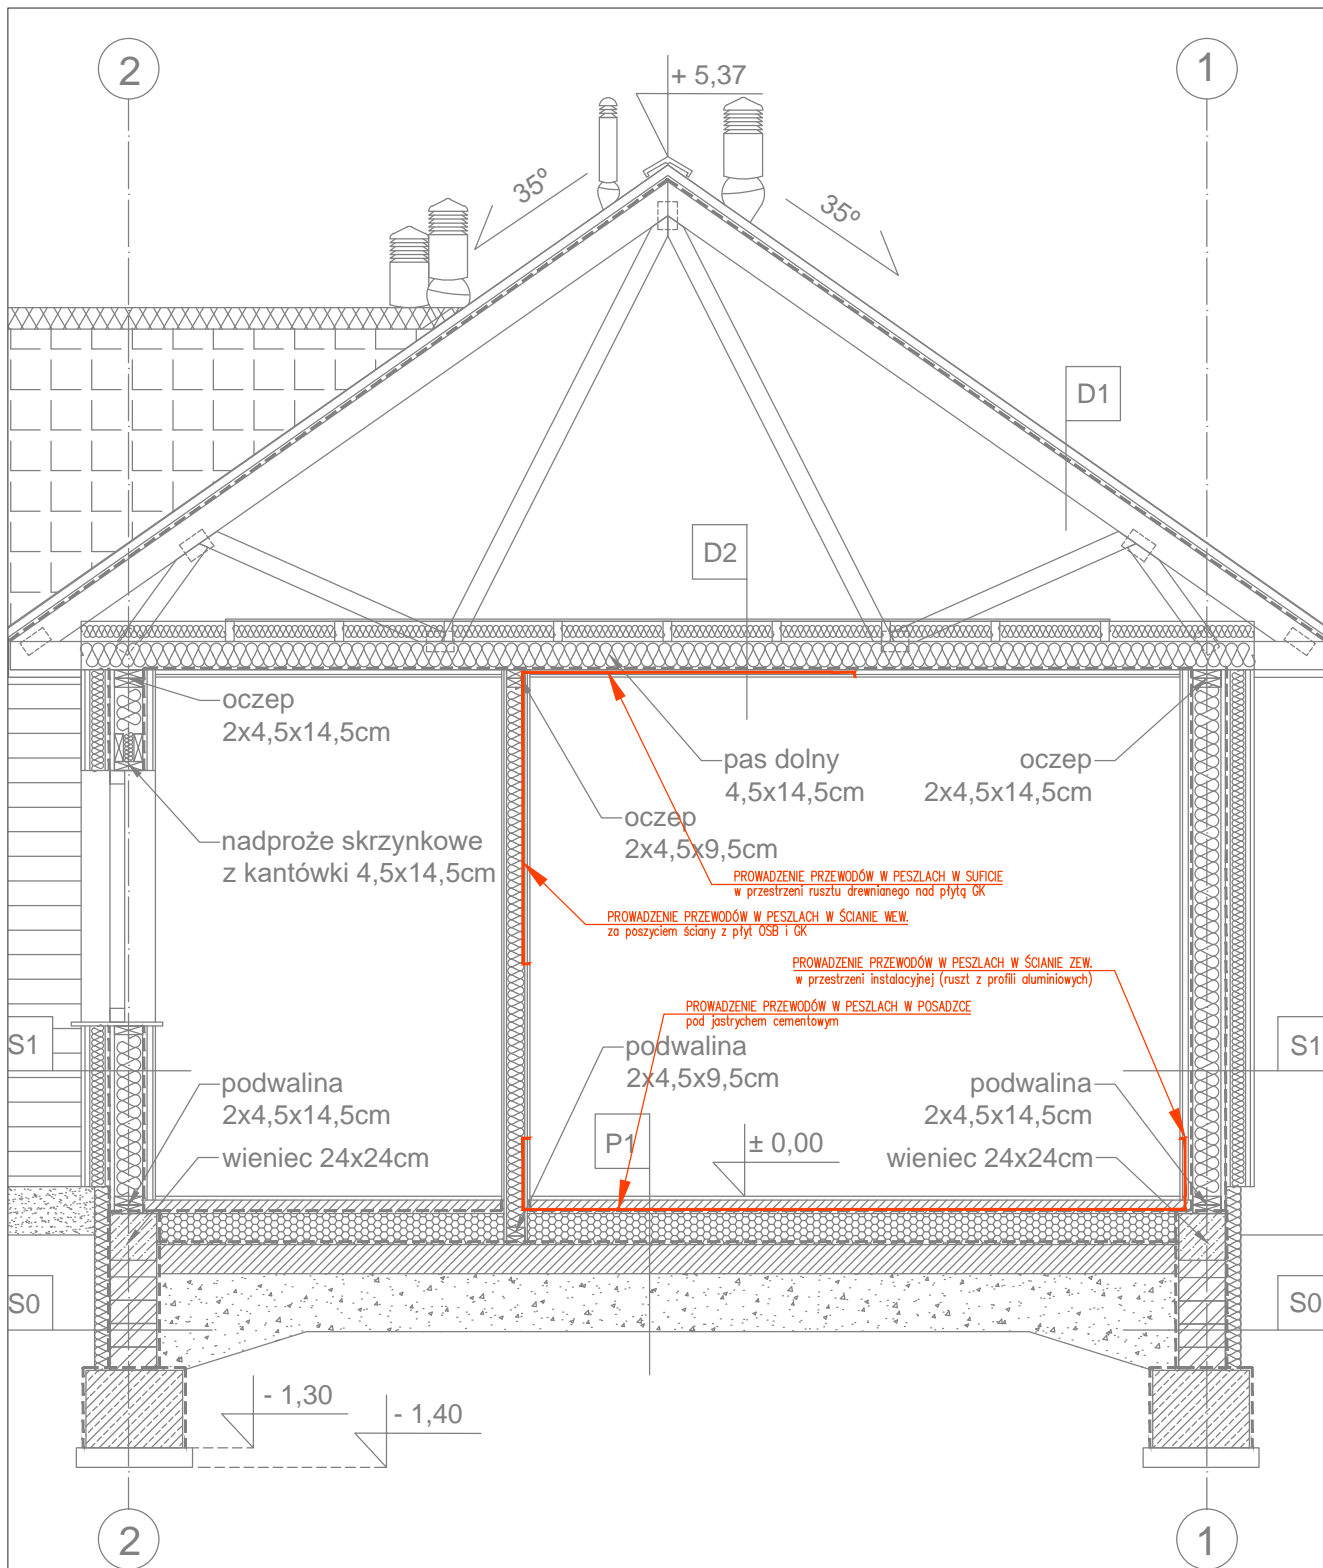 2
1
+ 5,37
35º
35º
D1
D2
oczep
2x4,5x14,5cm
pas dolny
4,5x14,5cm
oczep
2x4,5x14,5cm
oczep
2x4,5x9,5cm
nadproże skrzynkowe
z kantówki 4,5x14,5cm
PROWADZENIE PRZEWODÓW W PESZLACH W SUFICIE
w przestrzeni rusztu drewnianego nad płytą GK
PROWADZENIE PRZEWODÓW W PESZLACH W ŚCIANIE WEW.
za poszyciem ściany z płyt OSB i GK
PROWADZENIE PRZEWODÓW W PESZLACH W ŚCIANIE ZEW.
w przestrzeni instalacyjnej (ruszt z profili aluminiowych)
PROWADZENIE PRZEWODÓW W PESZLACH W POSADZCE
pod jastrychem cementowym
S1
S1
podwalina
2x4,5x9,5cm
podwalina
2x4,5x14,5cm
podwalina
2x4,5x14,5cm
P1
± 0,00
wieniec 24x24cm
wieniec 24x24cm
S0
S0
- 1,30
- 1,40
2
1